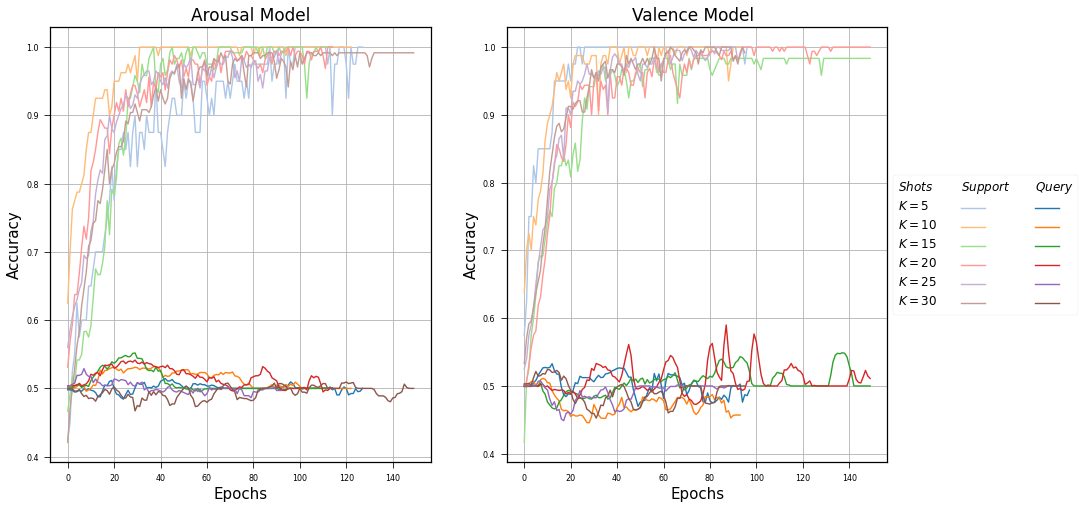 Arousal Model
Accuracy
1.0
0.9
0.8
0.7
0.6
0.5
0.4
0 20 40 60 80 100 120 140
Epochs
Valence Model
Accuracy
1.0
0.9
0.8
0.7
0.6
0.5
0.4
0 20 40 60 80 100 120 140
Epochs
Shots Support Query
K = 5
K = 10
K = 15
K = 20
K = 25
K = 30